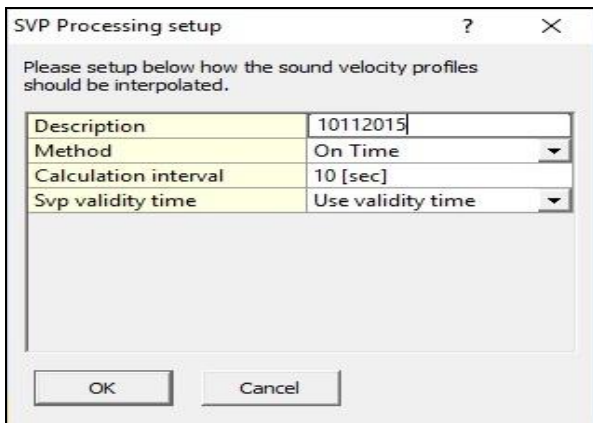 SVP Processing setup ? ×
Please setup below how the sound velocity profiles
should be interpolated.
Description 10112015
Method On Time
Calculation interval 10 [sec]
Svp validity time Use validity time
OK Cancel